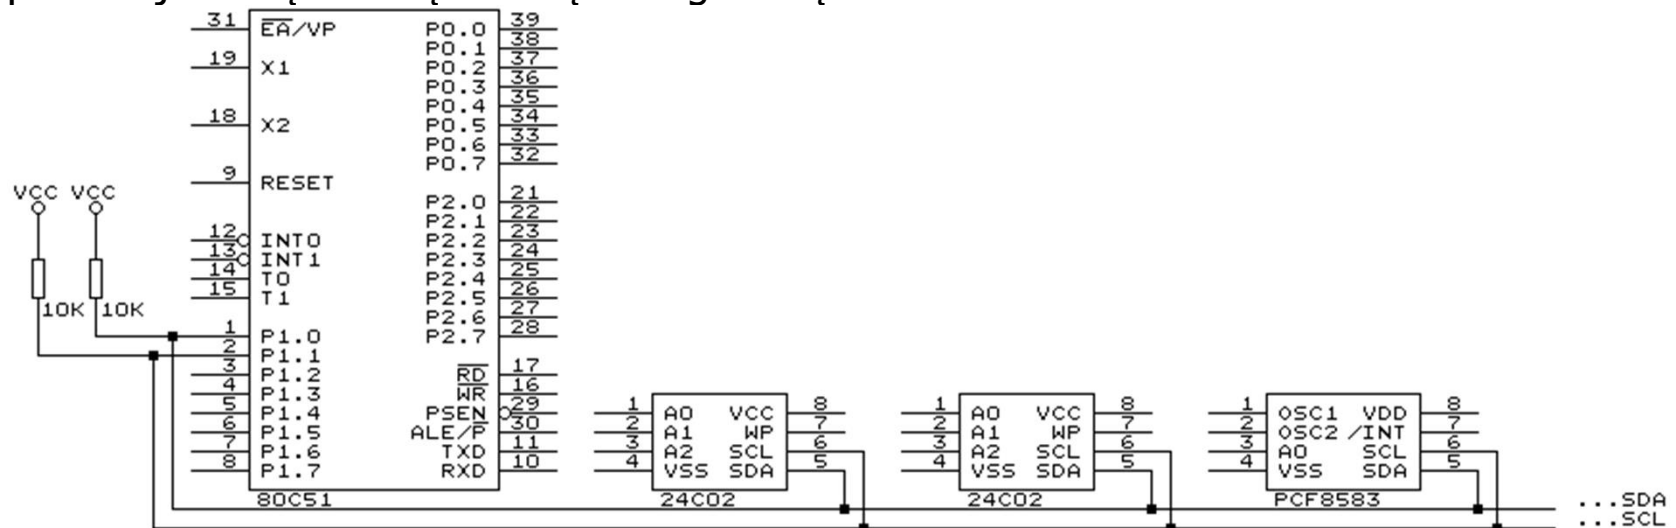 31 EA/VP P0.0 39
P0.1 38
19 X1 P0.2 37
P0.3 36
P0.4 35
18 X2 P0.5 34
P0.6 33
P0.7 32
9 RESET
VCC VCC
P2.0 21
P2.1 22
12 INT0 P2.2 23
13 INT1 P2.3 24
14 T0 P2.4 25
15 T1 P2.5 26
10K 10K
P2.6 27
1 P1.0 P2.7 28
2 P1.1
3 P1.2 RD 17
4 P1.3 WR 16
5 P1.4 PSEN 29
6 P1.5 ALE/P 30
7 P1.6 TXD 11
8 P1.7 RXD 10
80C51
1 A0 VCC 8
2 A1 WP 7
3 A2 SCL 6
4 VSS SDA 5
24C02
1 A0 VCC 8
2 A1 WP 7
3 A2 SCL 6
4 VSS SDA 5
24C02
1 OSC1 VDD 8
2 OSC2 /INT 7
3 A0 SCL 6
4 VSS SDA 5
PCF8583
...SDA
...SCL